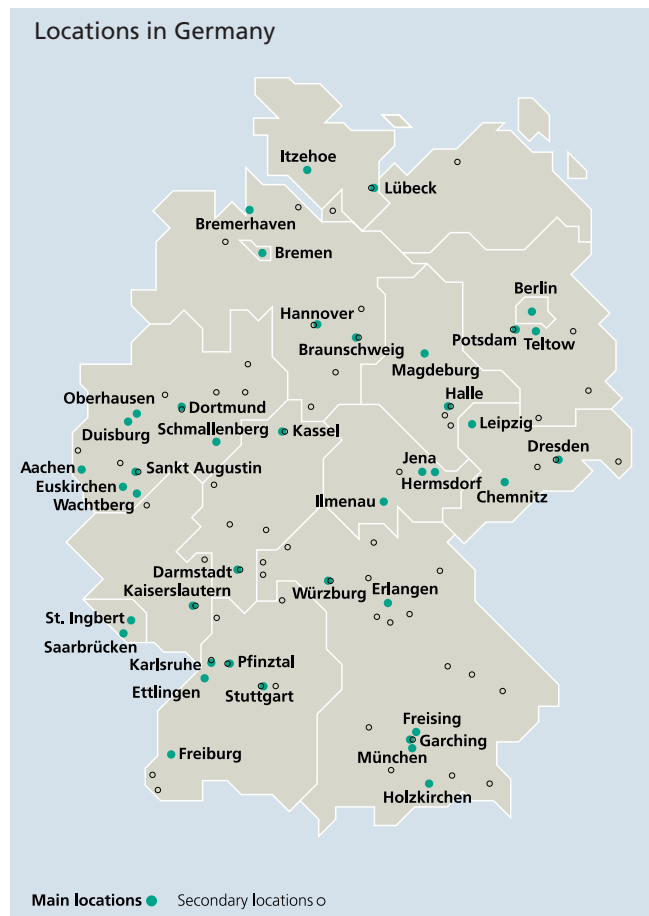 Locations in Germany
Itzehoe
Lübeck
Bremerhaven
Bremen
Berlin
Hannover
Potsdam
Teltow
Braunschweig
Magdeburg
Oberhausen
Halle
Dortmund
Duisburg
Leipzig
Schmallenberg
Kassel
Dresden
Jena
Aachen
Sankt Augustin
Hermsdorf
Euskirchen
Chemnitz
Wachtberg
Ilmenau
Darmstadt
Kaiserslautern
Würzburg
Erlangen
St. Ingbert
Saarbrücken
Karlsruhe
Pfinztal
Ettlingen
Stuttgart
Freising
Garching
Freiburg
München
Holzkirchen
Main locations
Secondary locations